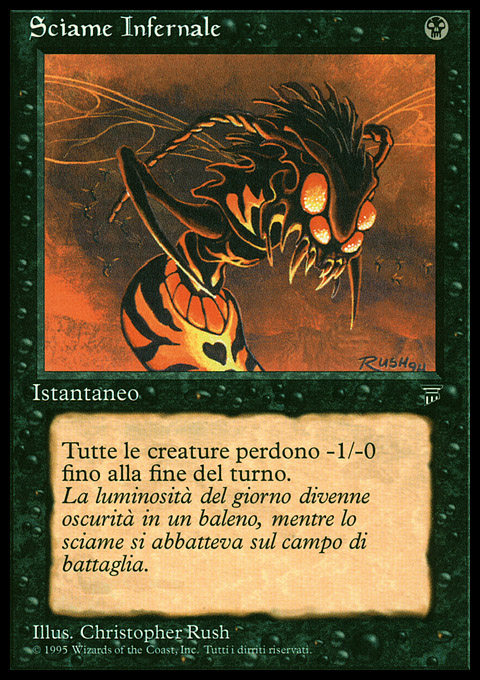 Sciame Infernale
RUSH94
Istantaneo
Tutte le creature perdono -1/-0
fino alla fine del turno.
La luminosità del giorno divenne
oscurità in un baleno, mentre lo
sciame si abbatteva sul campo di
battaglia.
Illus. Christopher Rush
© 1995 Wizards of the Coast, Inc. Tutti i dirriti riservati.